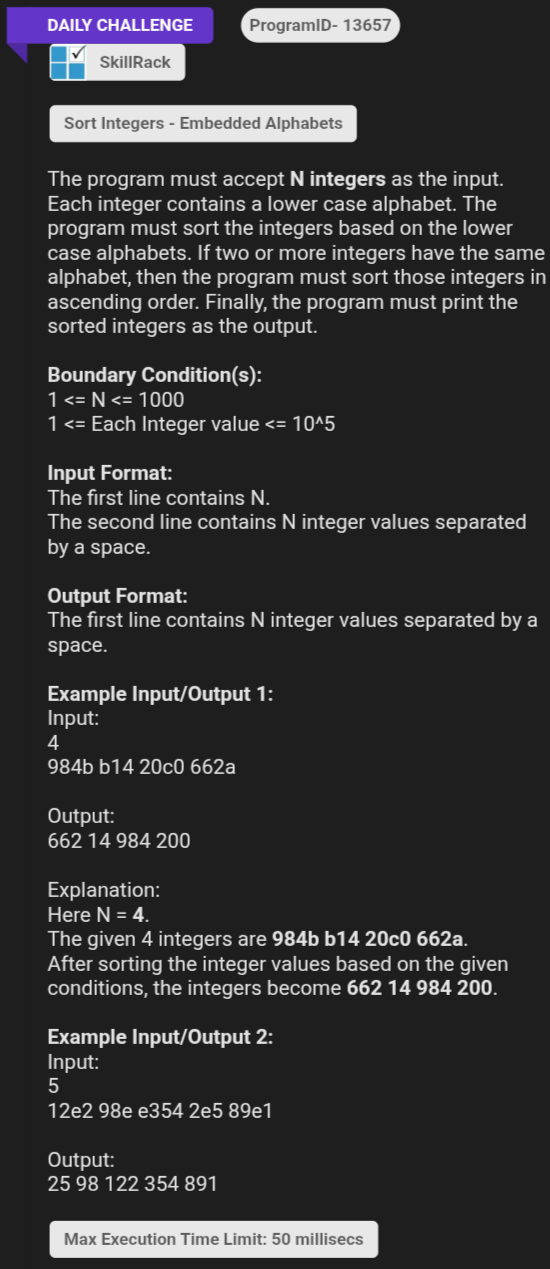 DAILY CHALLENGE
ProgramID- 13657
SkillRack
Sort Integers - Embedded Alphabets
The program must accept N integers as the input.
Each integer contains a lower case alphabet. The
program must sort the integers based on the lower
case alphabets. If two or more integers have the same
alphabet, then the program must sort those integers in
ascending order. Finally, the program must print the
sorted integers as the output.
Boundary Condition(s):
1 <= N <= 1000
1 <= Each Integer value <= 10^5
Input Format:
The first line contains N.
The second line contains N integer values separated
by a space.
Output Format:
The first line contains N integer values separated by a
space.
Example Input/Output 1:
Input:
4
984b b14 20c0 662a
Output:
662 14 984 200
Explanation:
Here N = 4.
The given 4 integers are 984b b14 20c0 662a.
After sorting the integer values based on the given
conditions, the integers become 662 14 984 200.
Example Input/Output 2:
Input:
5
12e2 98e e354 2e5 89e1
Output:
25 98 122 354 891
Max Execution Time Limit: 50 millisecs